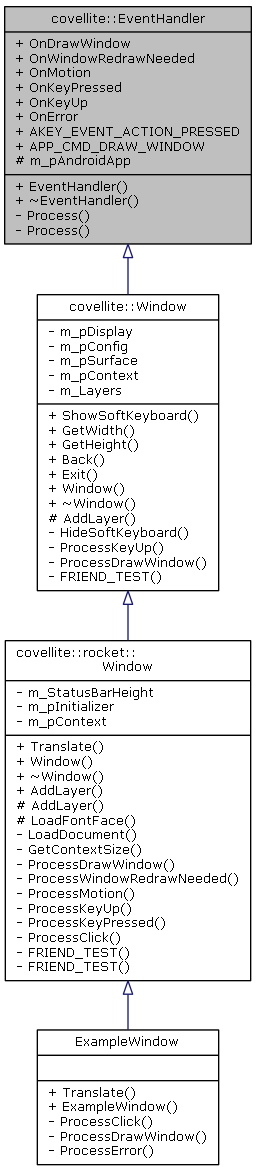 covellite::EventHandler
+ OnDrawWindow
+ OnWindowRedrawNeeded
+ OnMotion
+ OnKeyPressed
+ OnKeyUp
+ OnError
+ AKEY_EVENT_ACTION_PRESSED
+ APP_CMD_DRAW_WINDOW
# m_pAndroidApp
+ EventHandler()
+ ~EventHandler()
- Process()
- Process()
covellite::Window
- m_pDisplay
- m_pConfig
- m_pSurface
- m_pContext
- m_Layers
+ ShowSoftKeyboard()
+ GetWidth()
+ GetHeight()
+ Back()
+ Exit()
+ Window()
+ ~Window()
# AddLayer()
- HideSoftKeyboard()
- ProcessKeyUp()
- ProcessDrawWindow()
- FRIEND_TEST()
covellite::rocket::
Window
- m_StatusBarHeight
- m_pInitializer
- m_pContext
+ Translate()
+ Window()
+ ~Window()
+ AddLayer()
# AddLayer()
# LoadFontFace()
- LoadDocument()
- GetContextSize()
- ProcessDrawWindow()
- ProcessWindowRedrawNeeded()
- ProcessMotion()
- ProcessKeyUp()
- ProcessKeyPressed()
- ProcessClick()
- FRIEND_TEST()
- FRIEND_TEST()
ExampleWindow
+ Translate()
+ ExampleWindow()
- ProcessClick()
- ProcessDrawWindow()
- ProcessError()